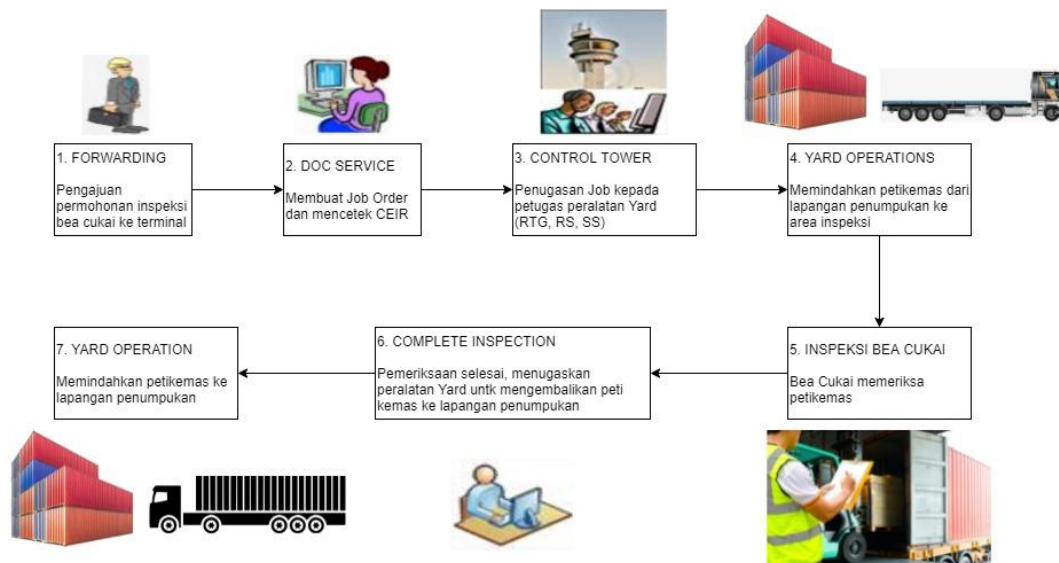 1. FORWARDING
Pengajuan
permohonan inspeksi
bea cukai ke terminal
2. DOC SERVICE
Membuat Job Order
dan mencetek CEIR
3. CONTROL TOWER
Penugasan Job kepada
petugas peralatan Yard
(RTG, RS, SS)
4. YARD OPERATIONS
Memindahkan petikemas dari
lapangan penumpukan ke
area inspeksi
5. INSPEKSI BEA CUKAI
Bea Cukai memeriksa
petikemas
6. COMPLETE INSPECTION
Pemeriksaan selesai, menugaskan
peralatan Yard untk mengembalikan peti
kemas ke lapangan penumpukan
7. YARD OPERATION
Memindahkan petikemas ke
lapangan penumpukan